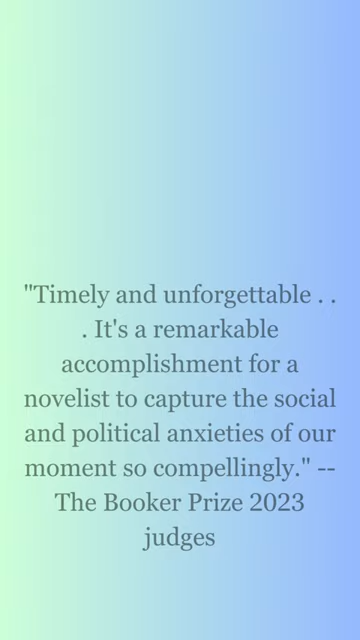 "Timely and unforgettable . .
. It's a remarkable
accomplishment for a
novelist to capture the social
and political anxieties of our
moment so compellingly." --
The Booker Prize 2023
judges